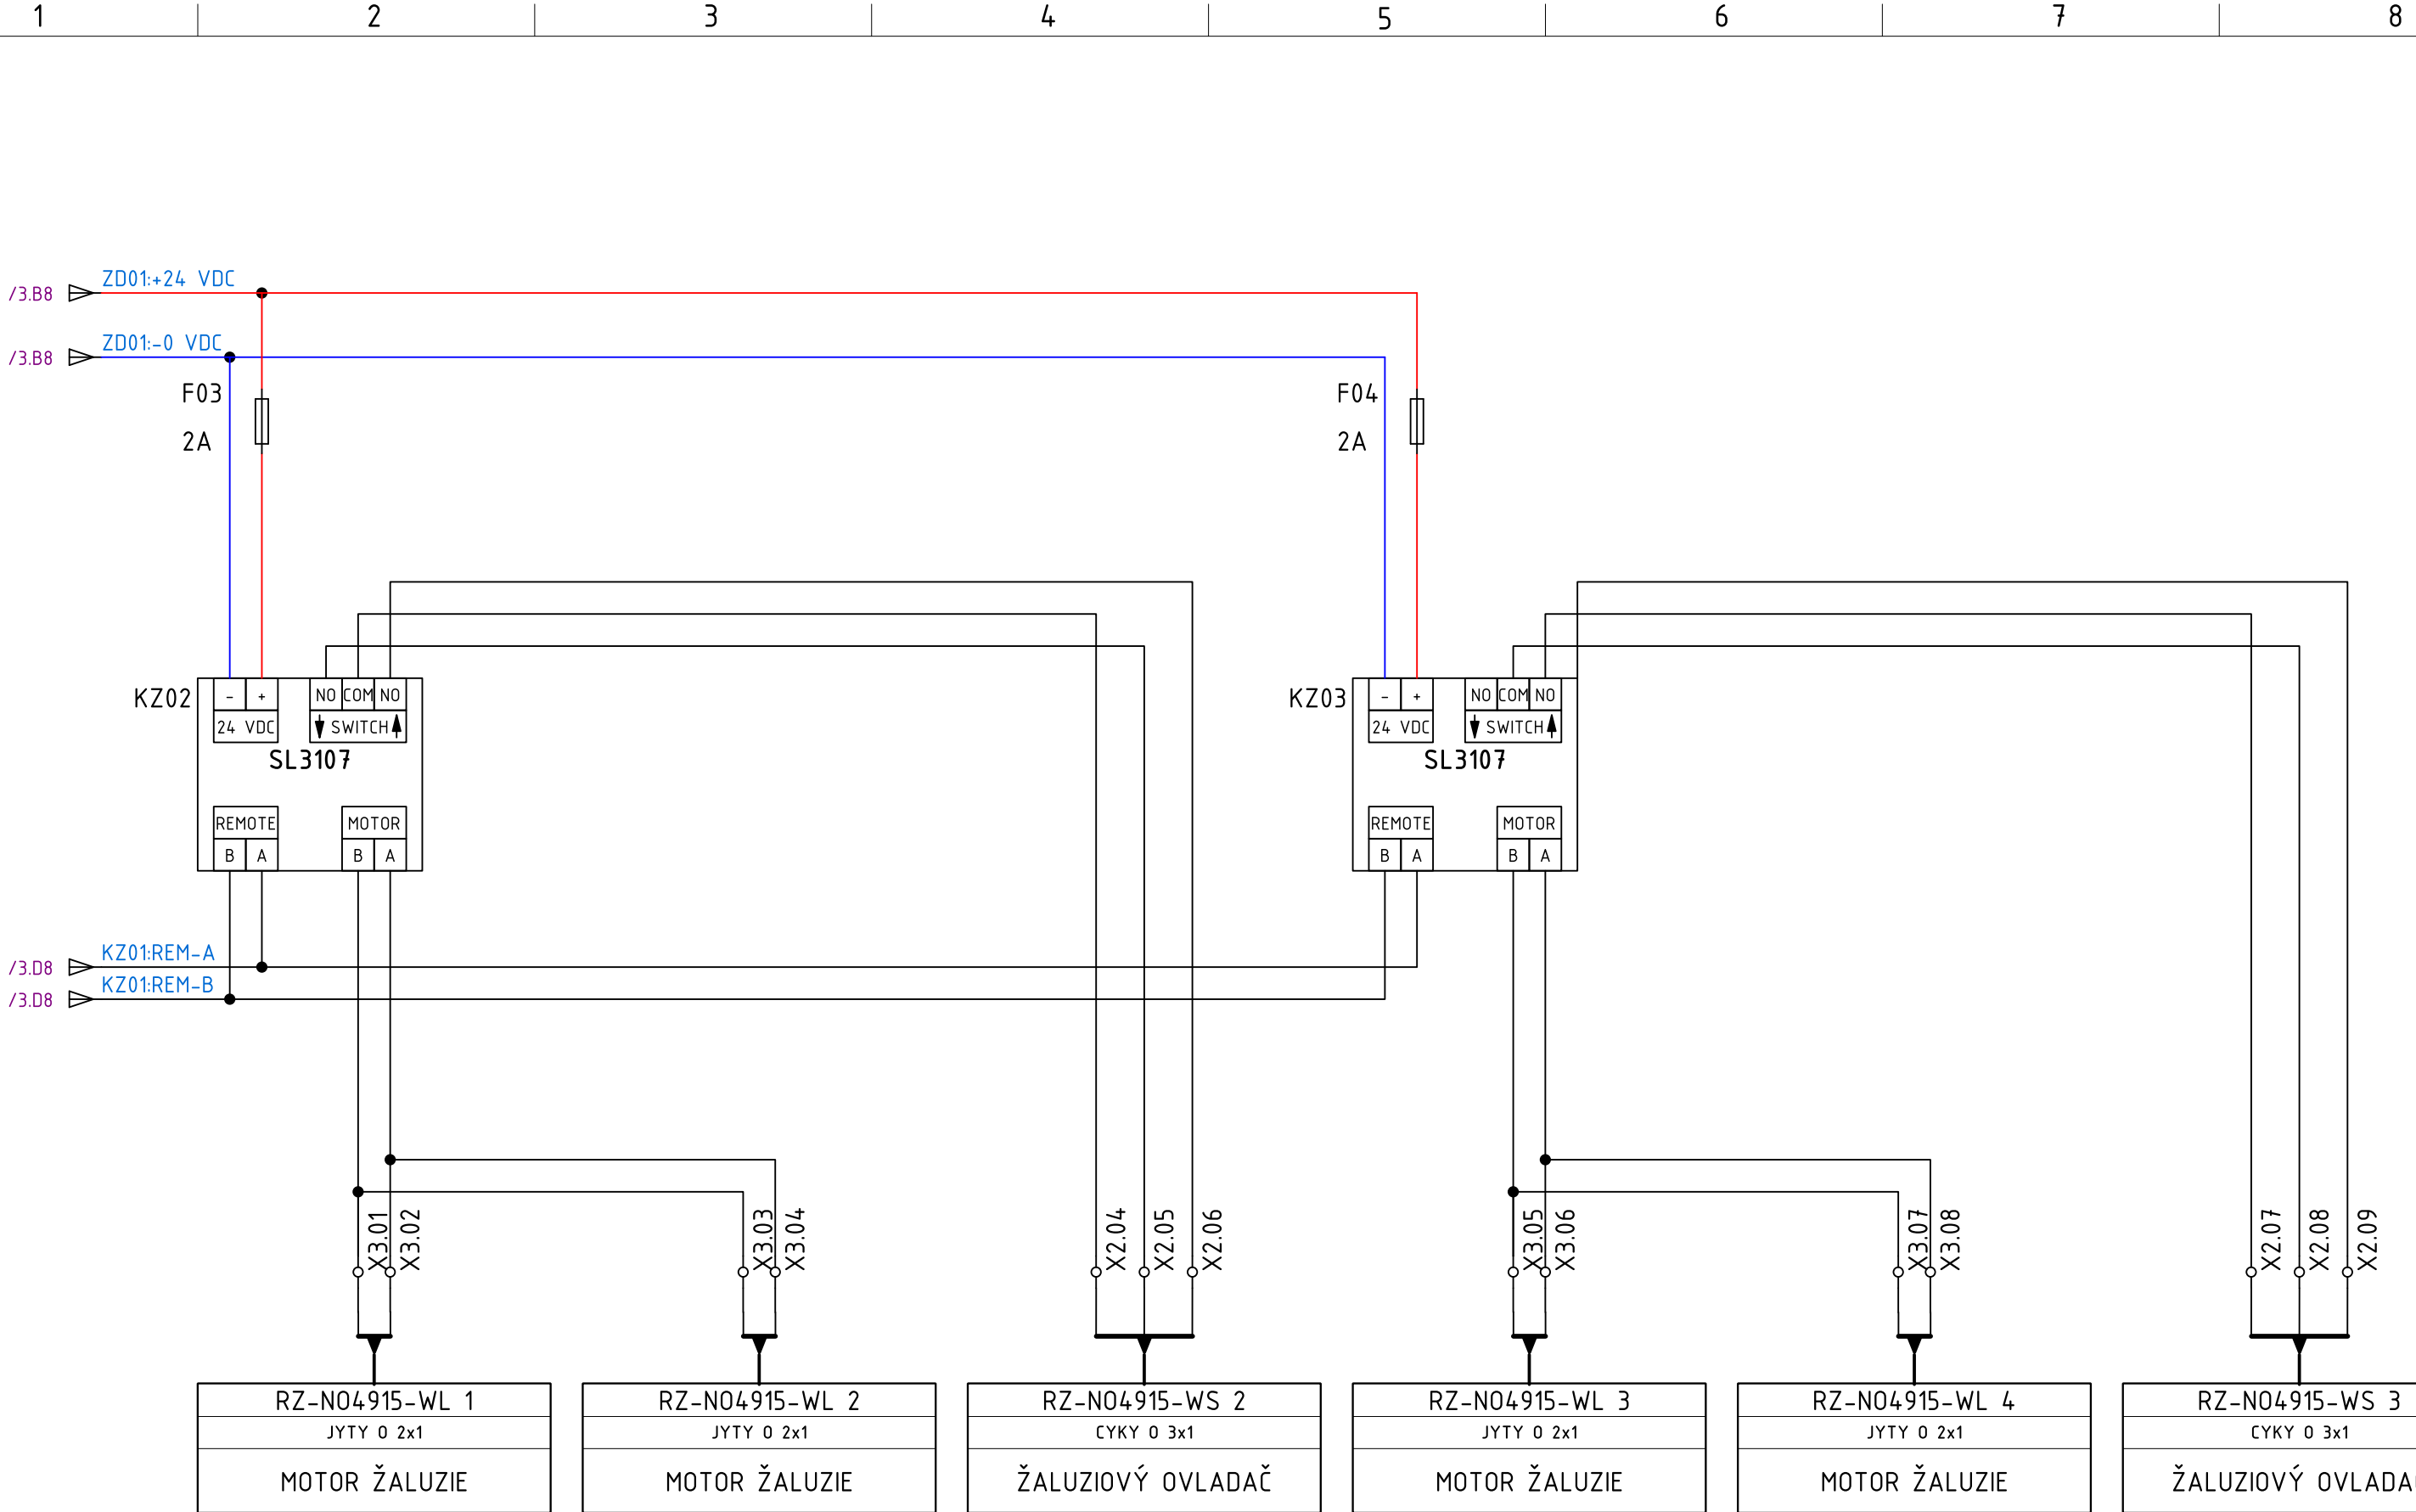 1 2 3 4 5 6 7 8
ZD01:+24 VDC
/3.B8
ZD01:-0 VDC
/3.B8
F03
2A
F04
2A
KZ02
- + NO COM NO
24 VDC SWITCH
SL3107
REMOTE MOTOR
B A B A
KZ03
- + NO COM NO
24 VDC SWITCH
SL3107
REMOTE MOTOR
B A B A
KZ01:REM-A
/3.D8
KZ01:REM-B
/3.D8
X3.01 X3.02 X3.03 X3.04 X2.04 X2.05 X2.06 X3.05 X3.06 X3.07 X3.08 X2.07 X2.08 X2.09
RZ-N04915-WL 1
JYTY O 2x1
MOTOR ŽALUZIE
RZ-N04915-WL 2
JYTY O 2x1
MOTOR ŽALUZIE
RZ-N04915-WS 2
CYKY O 3x1
ŽALUZIOVÝ OVLADAČ
RZ-N04915-WL 3
JYTY O 2x1
MOTOR ŽALUZIE
RZ-N04915-WL 4
JYTY O 2x1
MOTOR ŽALUZIE
RZ-N04915-WS 3
CYKY O 3x1
ŽALUZIOVÝ